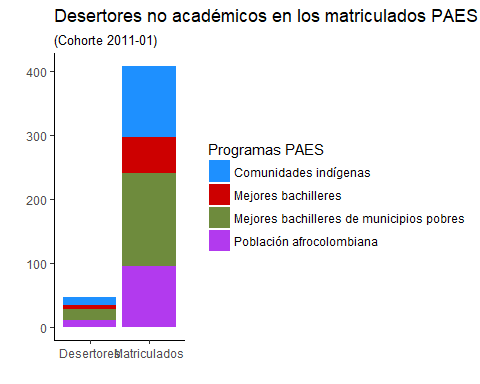 Desertores no académicos en los matriculados PAES
(Cohorte 2011-01)
400
300
200
100
0
Desertores
Matriculados
Programas PAES
Comunidades indígenas
Mejores bachilleres
Mejores bachilleres de municipios pobres
Población afrocolombiana